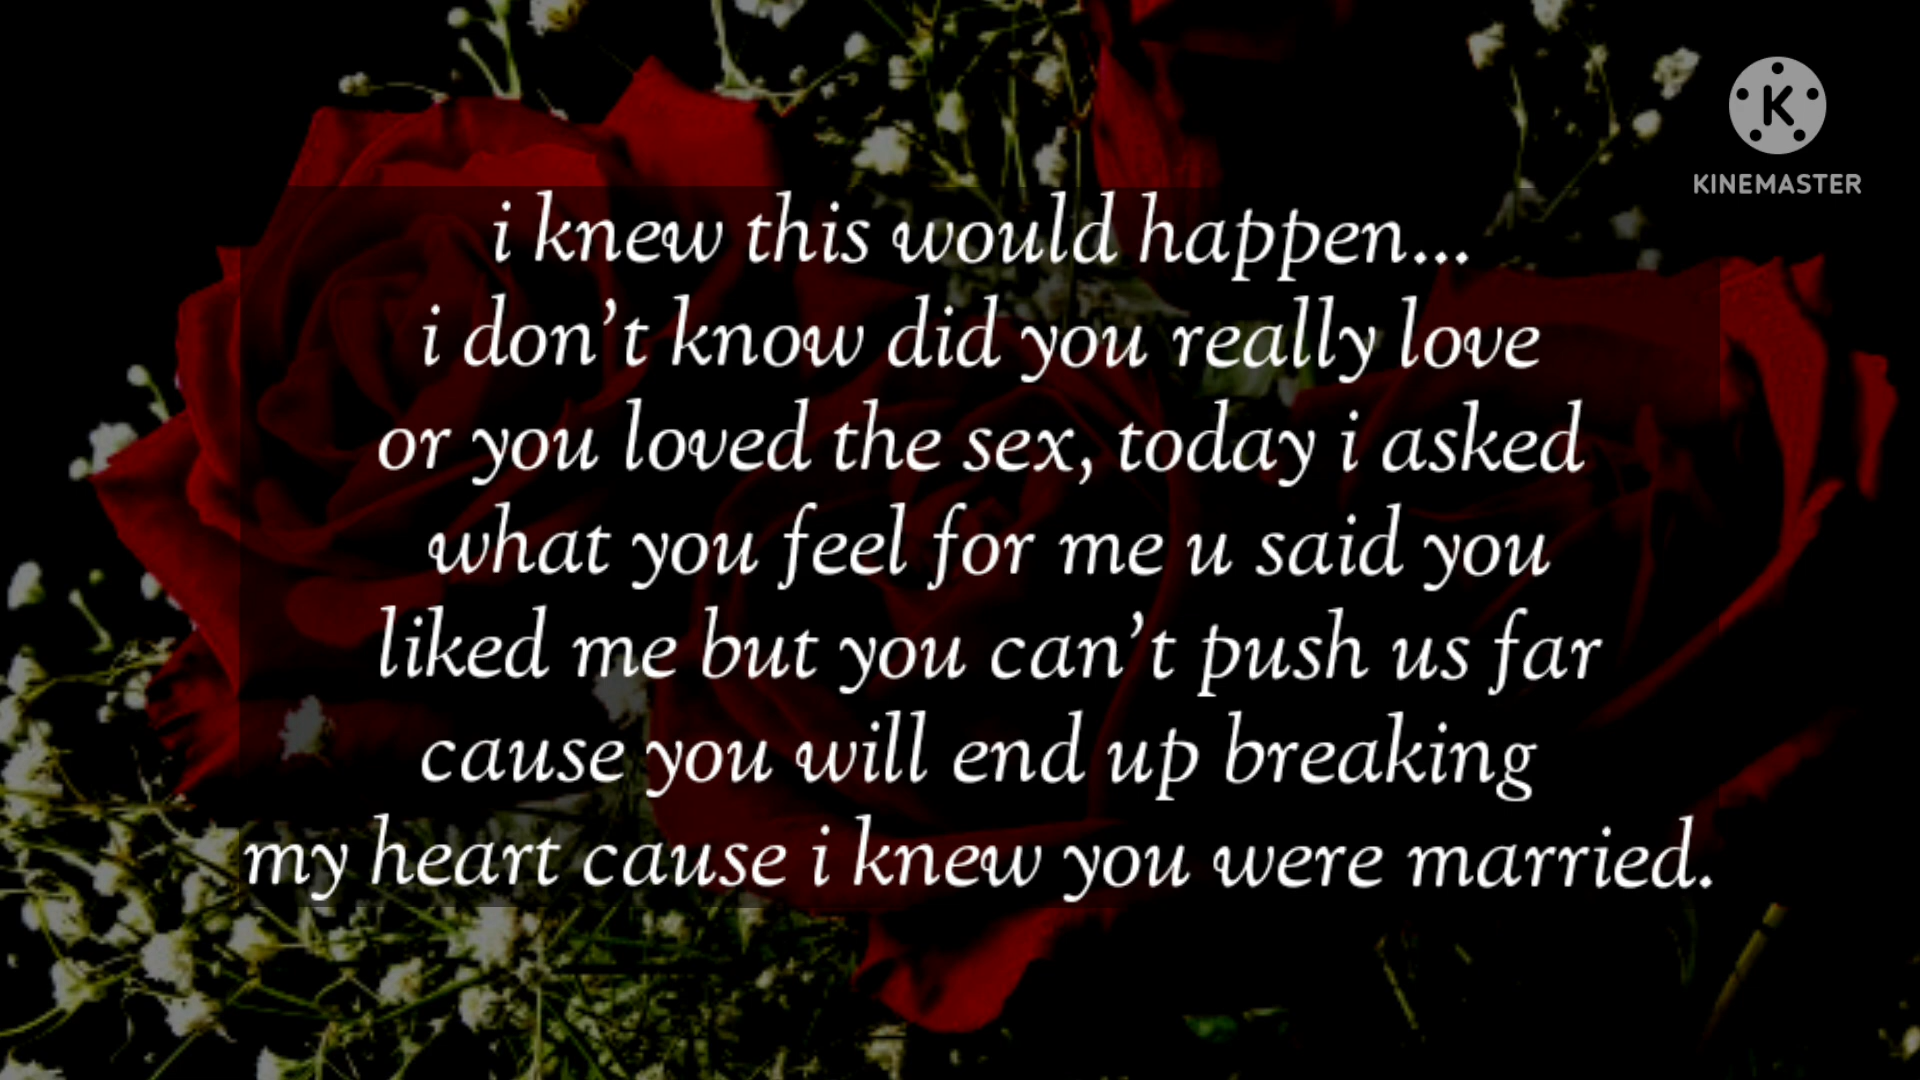 KINEMASTER
i knew this would happen...
i don't know did you really love
or you loved the sex, today i asked
what you feel for me u said you
liked me but you can't push us far
cause you will end up breaking
my heart cause i knew you were married.